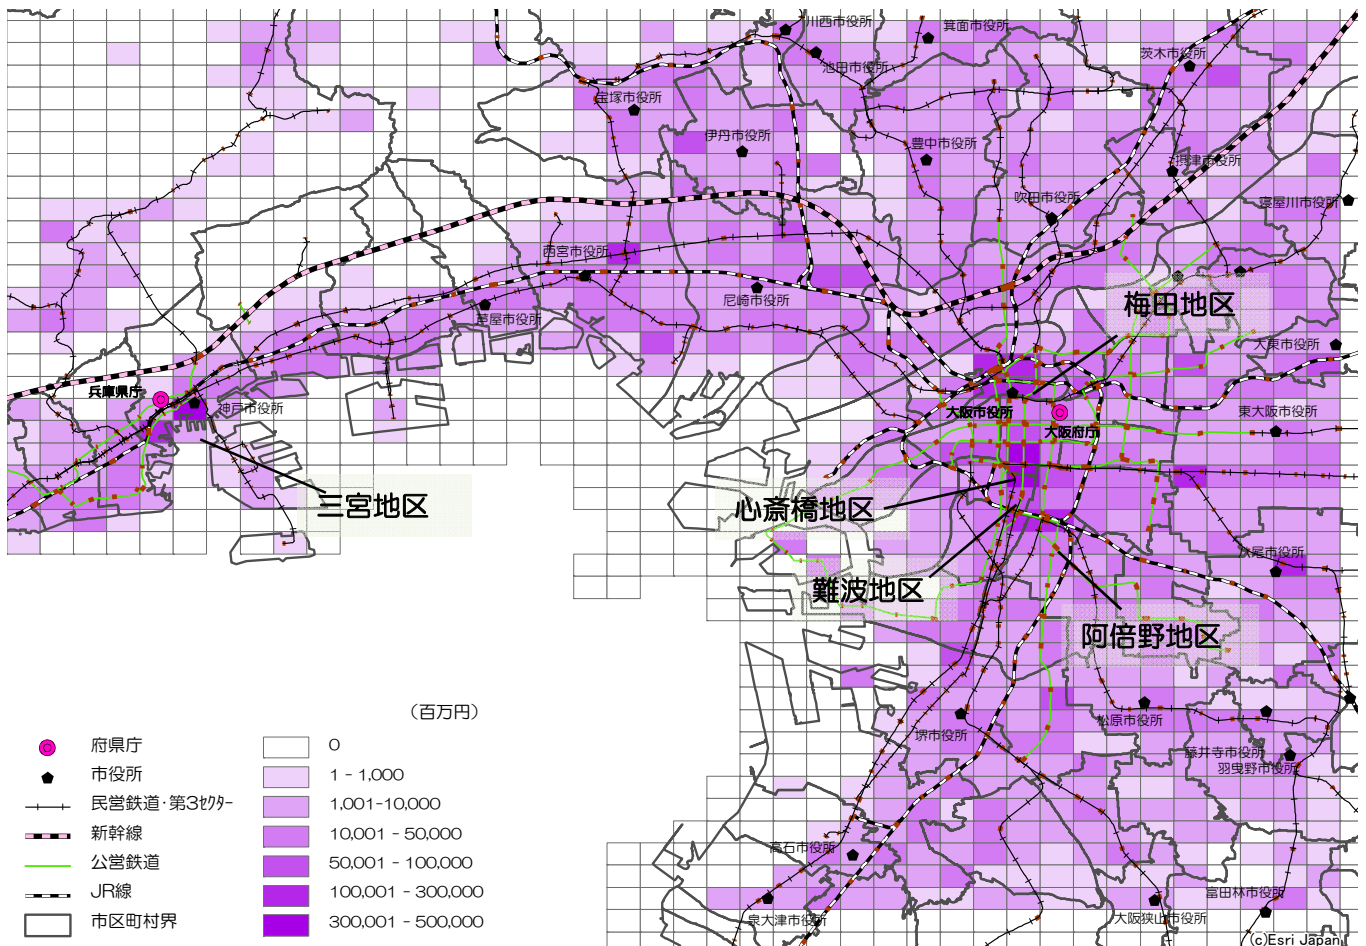 川西市役所
箕面市役所
池田市役所
茨木市役所
宝塚市役所
伊丹市役所
豊中市役所
摂津市役所
吹田市役所
寝屋川市役所
西宮市役所
尼崎市役所
芦屋市役所
梅田地区
大東市役所
兵庫県庁
神戸市役所
大阪市役所
大阪府庁
東大阪市役所
三宮地区
心斎橋地区
難波地区
八尾市役所
阿倍野地区
堺市役所
松原市役所
藤井寺市役所
羽曳野市役所
高石市役所
泉大津市役所
大阪狭山市役所
富田林市役所
(百万円)
府県庁
市役所
民営鉄道・第3セクター
新幹線
公営鉄道
JR線
市区町村界
0
1 - 1,000
1,001-10,000
10,001 - 50,000
50,001 - 100,000
100,001 - 300,000
300,001 - 500,000
(c)Esri Japan